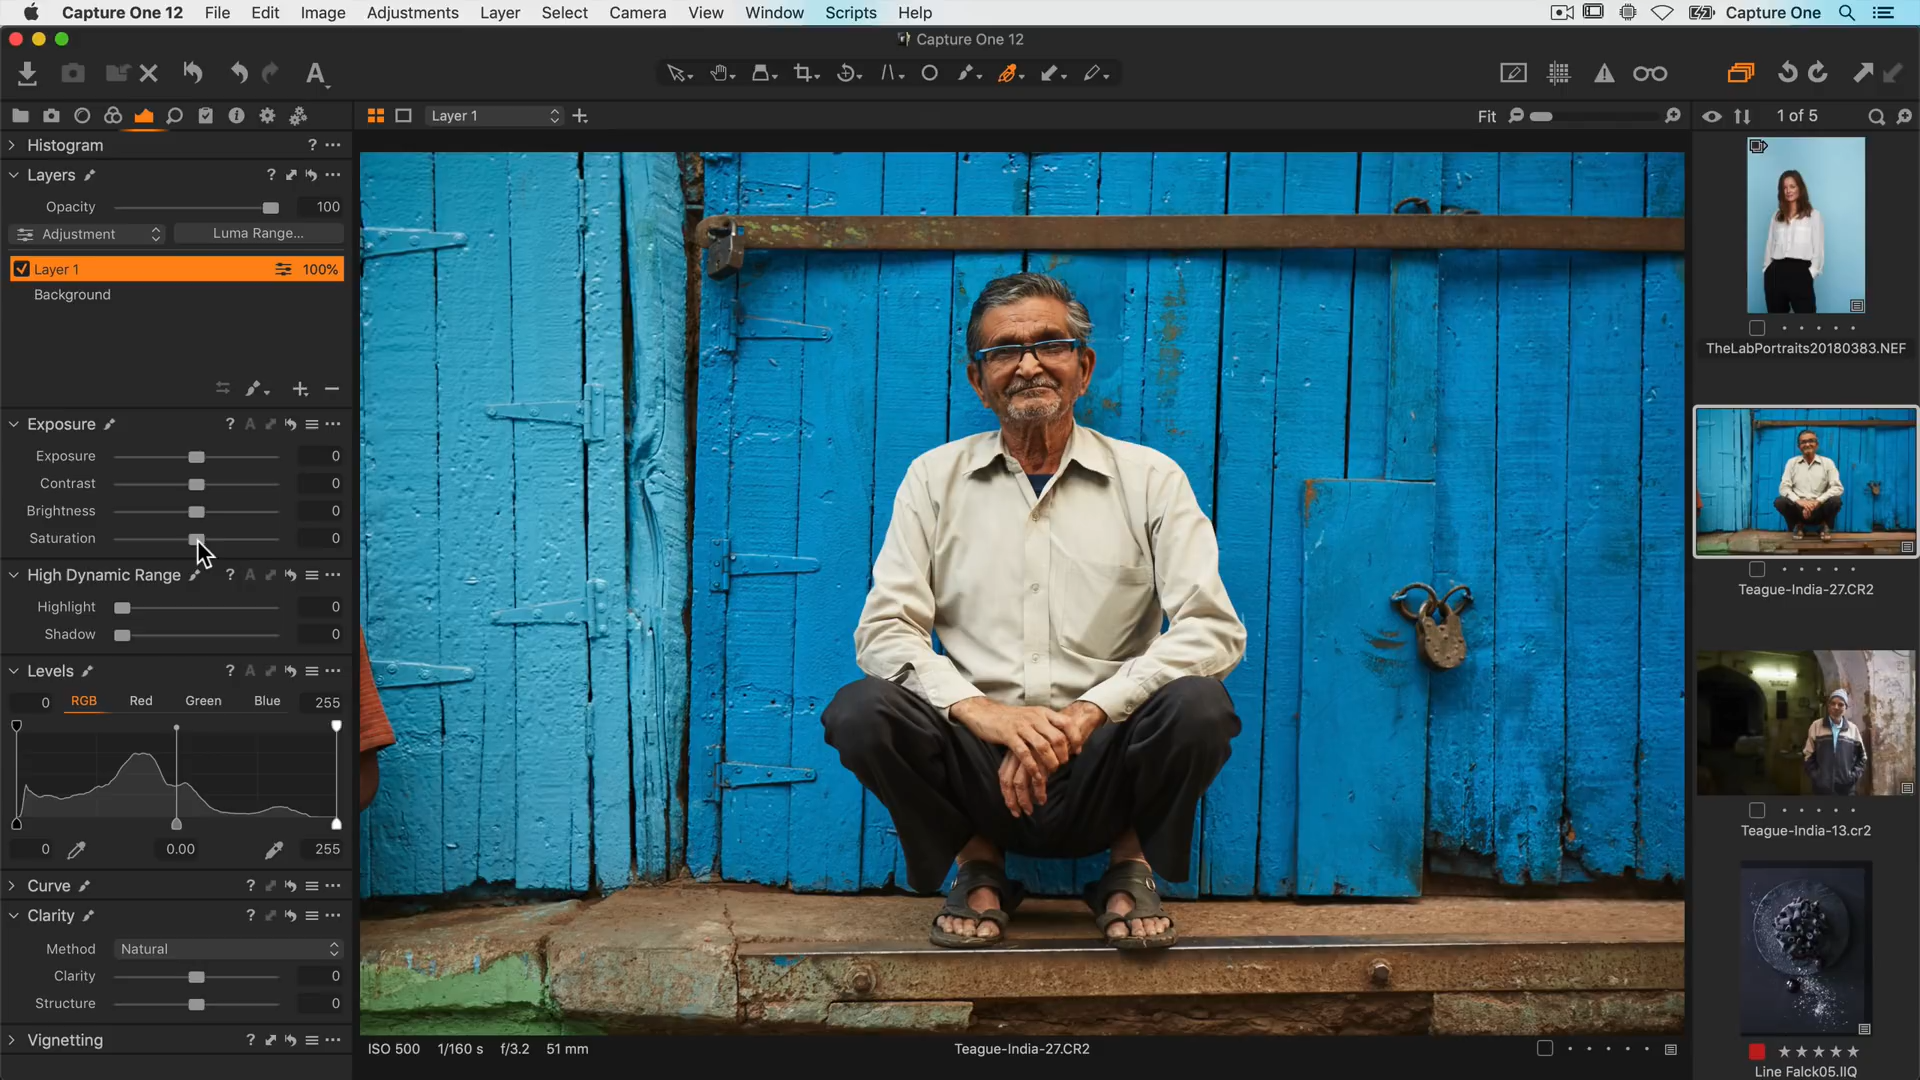 Capture One 12 File Edit Image Adjustments Layer Select Camera View Window Scripts Help Capture One
Capture One 12
Layer 1 Fit 1 of 5
Histogram ? ...
Layers ? ...
Opacity 100
Adjustment Luma Range...
Layer 1 100%
Background
Exposure ? A ...
Exposure 0
Contrast 0
Brightness 0
Saturation 0
High Dynamic Range ? A ...
Highlight 0
Shadow 0
Levels ? A ...
0 RGB Red Green Blue 255
0 0.00 255
Curve ? ...
Clarity ? ...
Method Natural
Clarity 0
Structure 0
Vignetting ? ...
ISO 500 1/160 s f/3.2 51 mm Teague-India-27.CR2
TheLabPortraits20180383.NEF
Teague-India-27.CR2
Teague-India-13.cr2
Line Falck05.IIQ